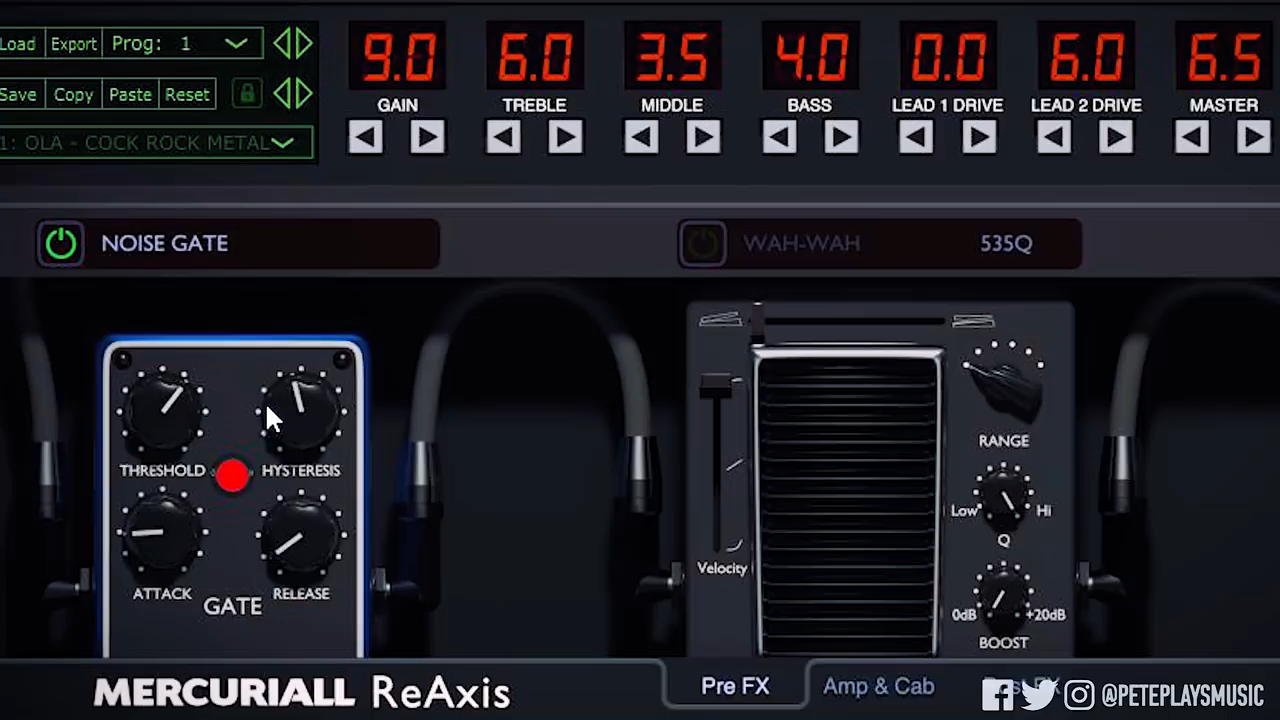 Load Export Prog: 1
9.0 6.0 3.5 4.0 0.0 6.0 6.5
Save Copy Paste Reset
GAIN TREBLE MIDDLE BASS LEAD 1 DRIVE LEAD 2 DRIVE MASTER
1: OLA - COCK ROCK METAL
NOISE GATE
WAH-WAH 535Q
THRESHOLD HYSTERESIS
ATTACK RELEASE
GATE
RANGE
Low Hi
Q
Velocity
0dB +20dB
BOOST
MERCURIALL ReAxis
Pre FX Amp & Cab
@PETEPLAYSMUSIC